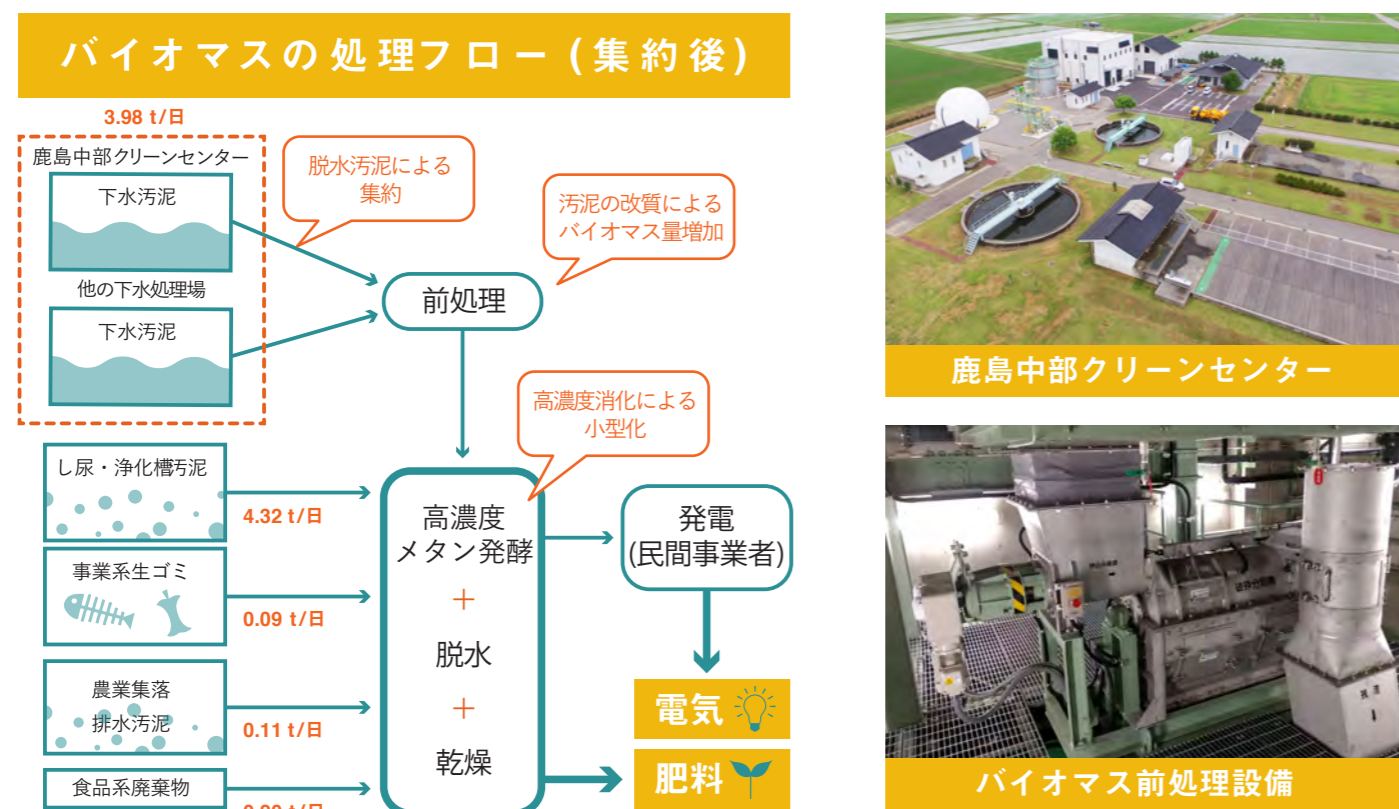 バイオマスの処理フロー(集約後)
3.98 t/日
鹿島中部クリーンセンター
下水汚泥
他の下水処理場
下水汚泥
脱水汚泥による
集約
汚泥の改質による
バイオマス量増加
前処理
高濃度消化による
小型化
し尿・浄化槽汚泥
4.32 t/日
事業系生ゴミ
0.09 t/日
農業集落
排水汚泥
0.11 t/日
食品系廃棄物
高濃度
メタン発酵
+
脱水
+
乾燥
発電
(民間事業者)
電気
肥料
鹿島中部クリーンセンター
バイオマス前処理設備